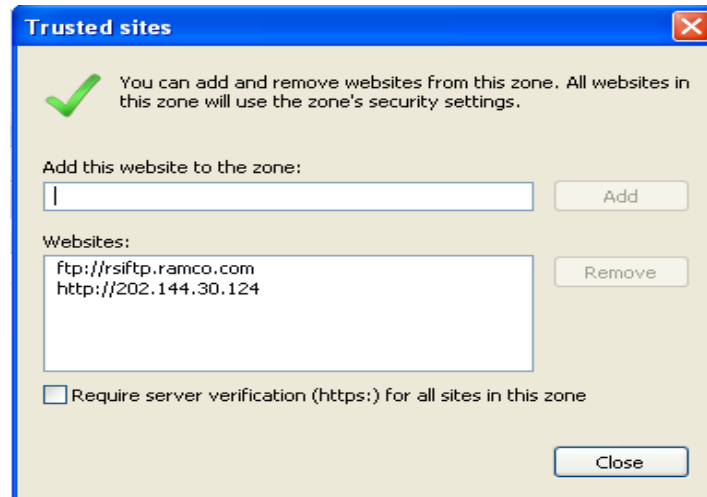 Trusted sites
You can add and remove websites from this zone. All websites in
this zone will use the zone's security settings.
Add this website to the zone:
Add
Websites:
ftp://rsiftp.ramco.com
http://202.144.30.124
Remove
Require server verification (https:) for all sites in this zone
Close